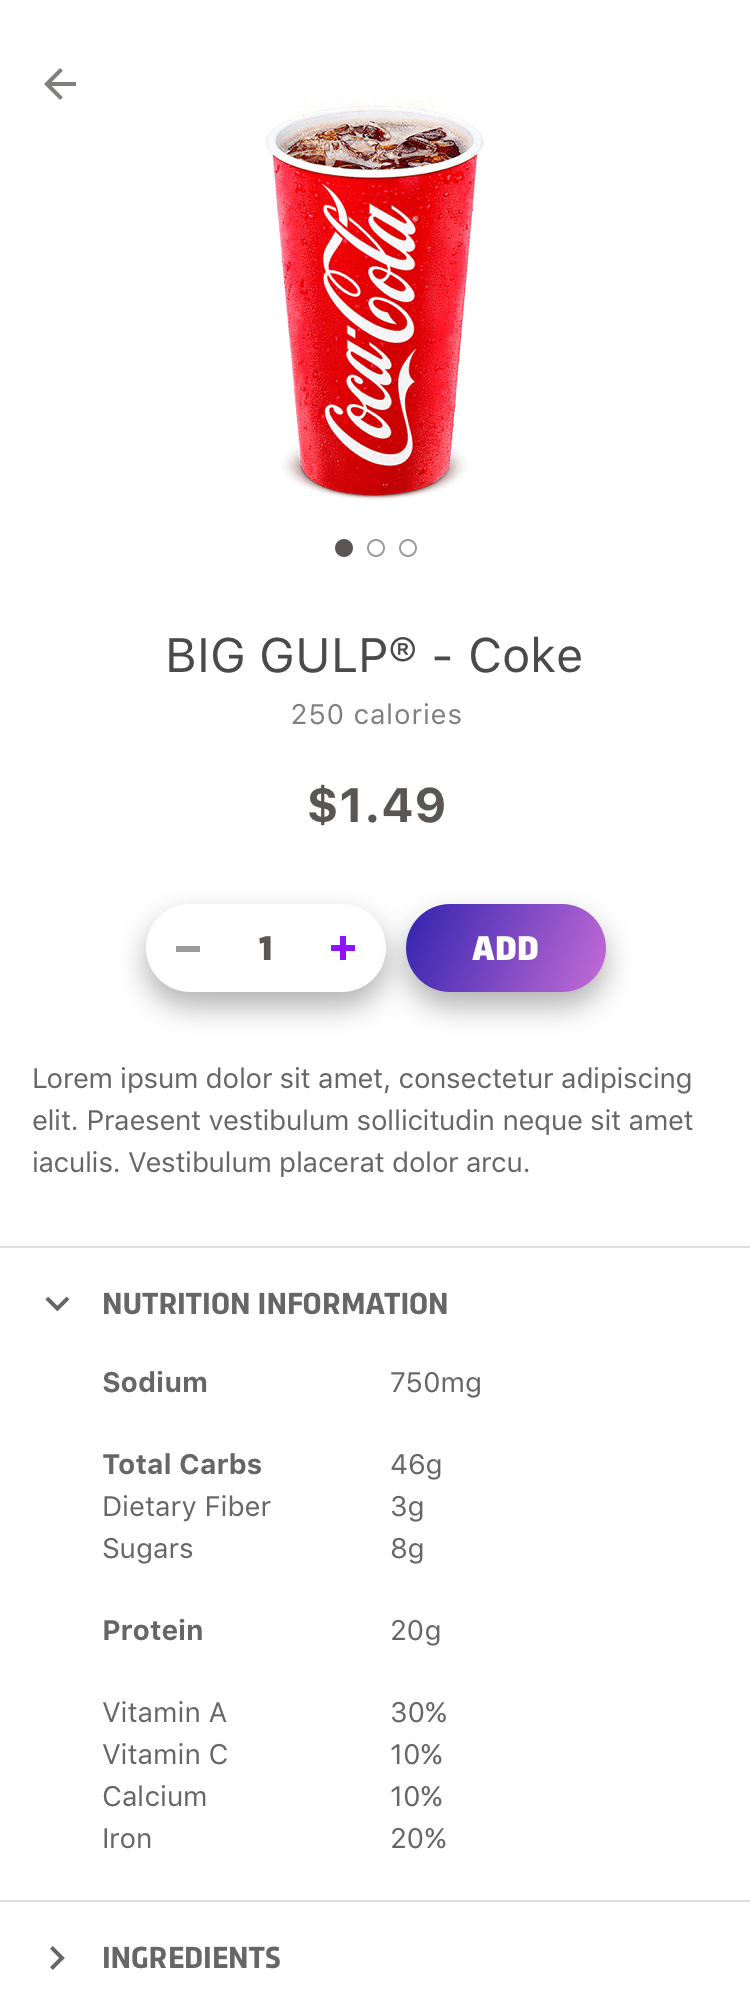 Coca-Cola®
BIG GULP® - Coke
250 calories
$1.49
1
ADD
Lorem ipsum dolor sit amet, consectetur adipiscing
elit. Praesent vestibulum sollicitudin neque sit amet
iaculis. Vestibulum placerat dolor arcu.
NUTRITION INFORMATION
Sodium 750mg
Total Carbs 46g
Dietary Fiber 3g
Sugars 8g
Protein 20g
Vitamin A 30%
Vitamin C 10%
Calcium 10%
Iron 20%
INGREDIENTS